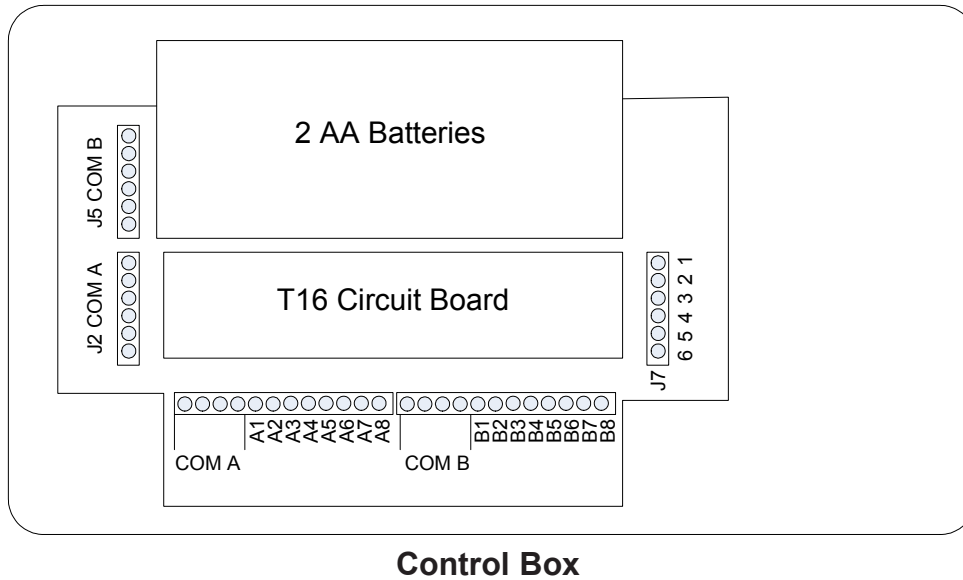 2 AA Batteries
J5 COM B
J2 COM A
T16 Circuit Board
1
2
3
4
5
6
J7
A1
A2
A3
A4
A5
A6
A7
A8
B1
B2
B3
B4
B5
B6
B7
B8
COM A
COM B
Control Box